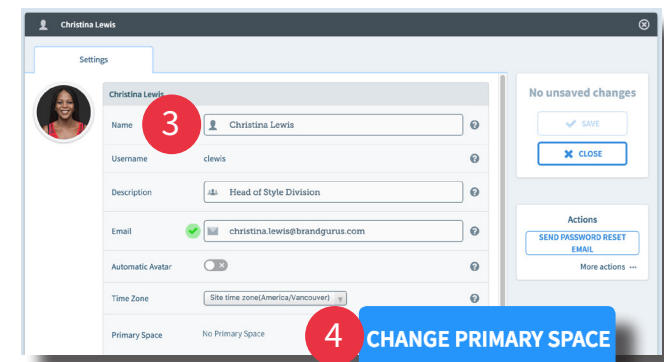 Christina Lewis
Settings
Christina Lewis
Name 3 Christina Lewis
Username clewis
Description Head of Style Division
Email christina.lewis@brandgurus.com
Automatic Avatar
Time Zone Site time zone(America/Vancouver)
Primary Space No Primary Space 4 CHANGE PRIMARY SPACE
No unsaved changes
SAVE
CLOSE
Actions
SEND PASSWORD RESET
EMAIL
More actions ...